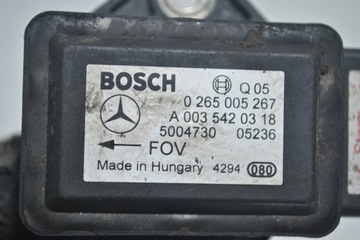 BOSCH Q 05
0 265 005 267
A 003 542 03 18
5004730 05236
FOV
Made in Hungary 4294 080